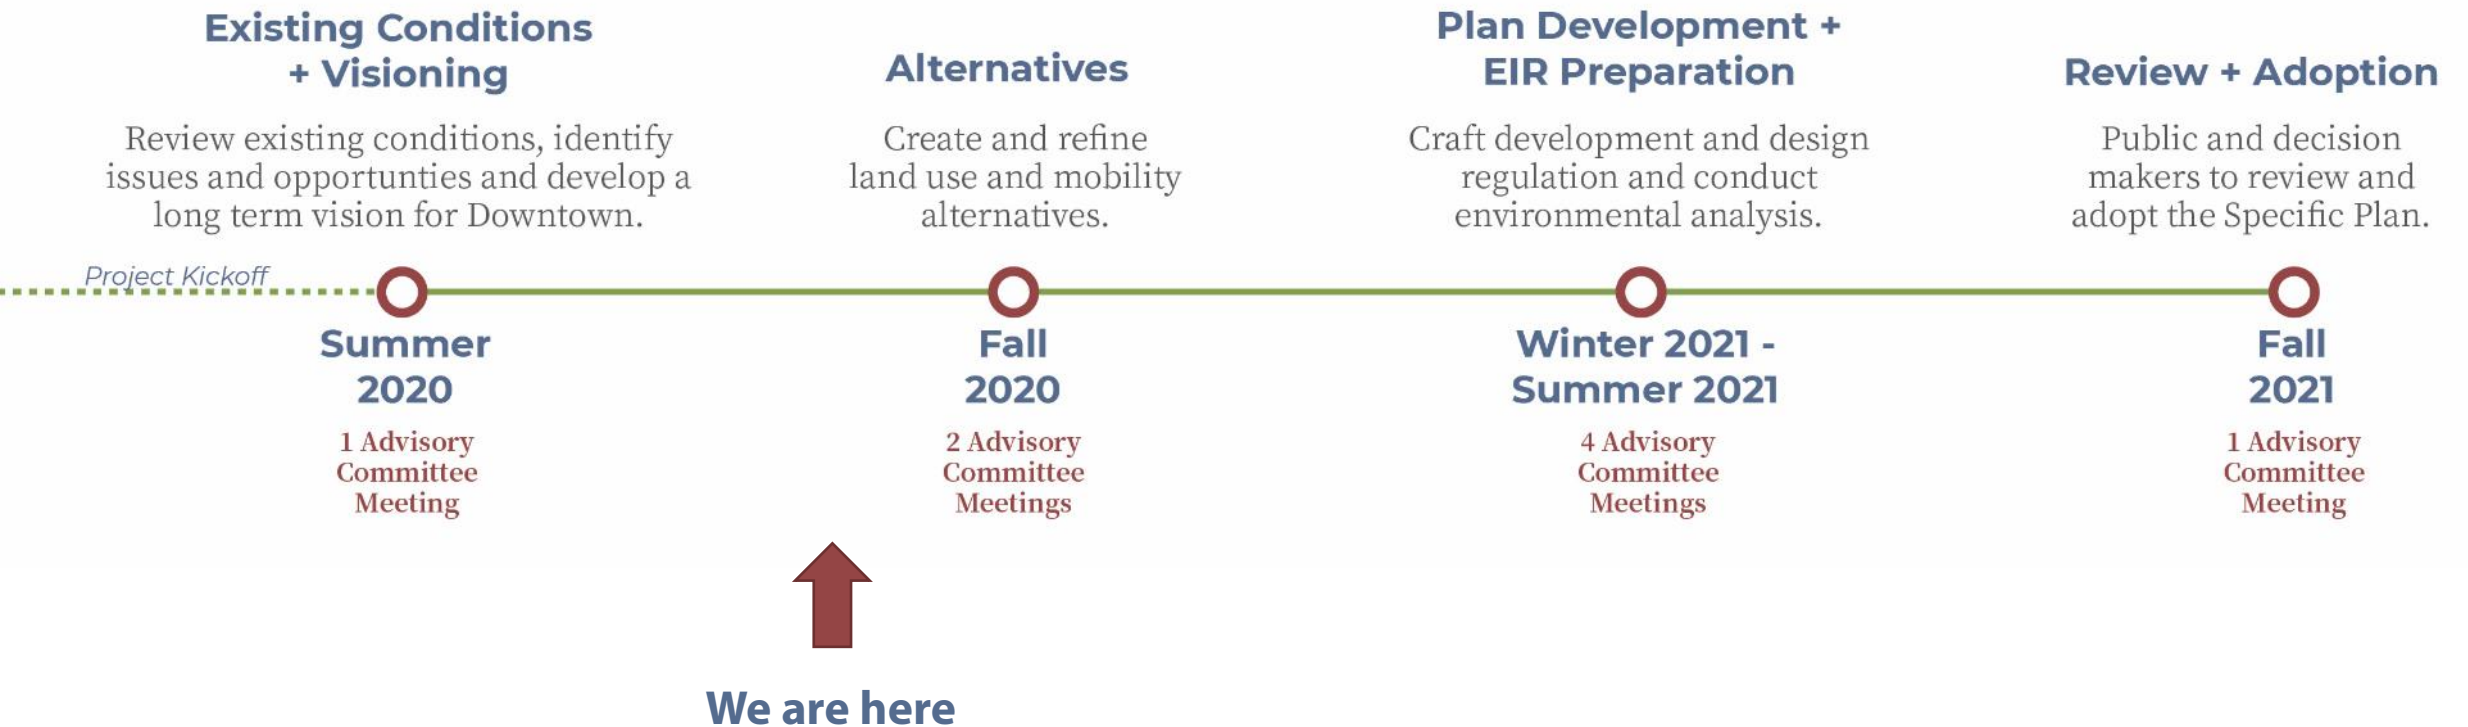 Existing Conditions
+ Visioning
Review existing conditions, identify
issues and opportunties and develop a
long term vision for Downtown.
Alternatives
Create and refine
land use and mobility
alternatives.
Plan Development +
EIR Preparation
Craft development and design
regulation and conduct
environmental analysis.
Review + Adoption
Public and decision
makers to review and
adopt the Specific Plan.
Project Kickoff
Summer
2020
1 Advisory
Committee
Meeting
Fall
2020
2 Advisory
Committee
Meetings
Winter 2021 -
Summer 2021
4 Advisory
Committee
Meetings
Fall
2021
1 Advisory
Committee
Meeting
We are here